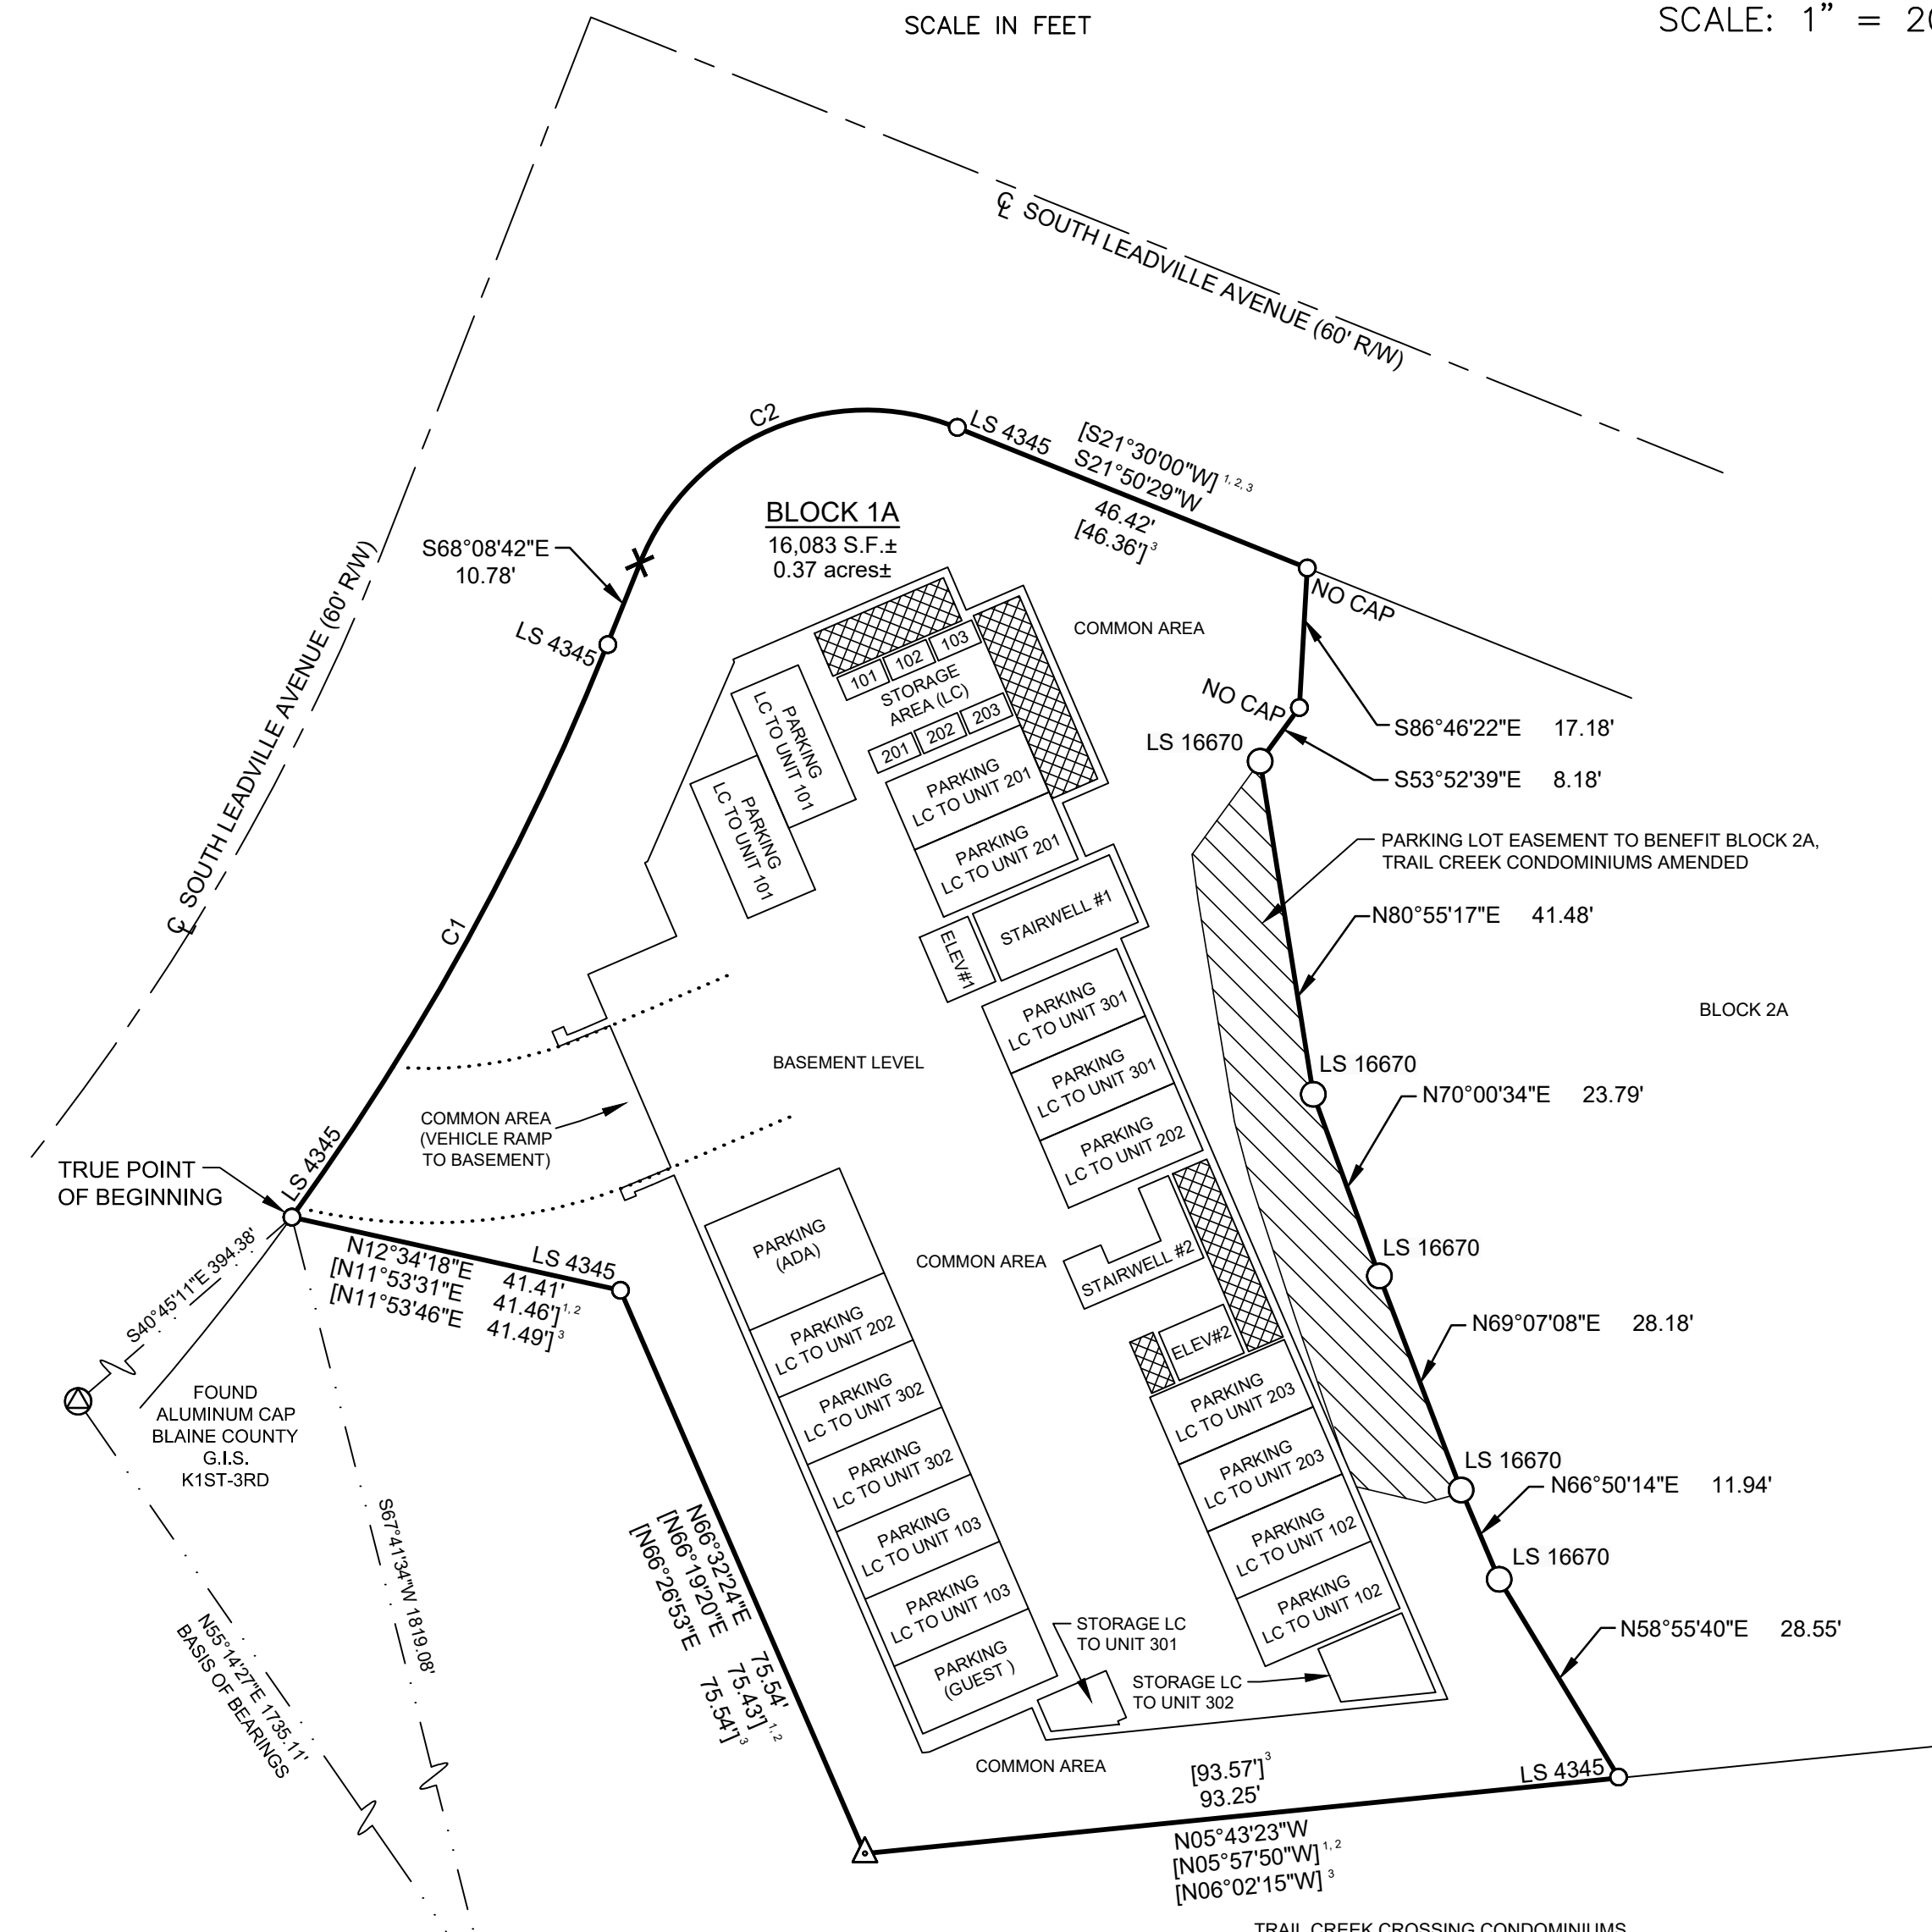 SCALE IN FEET
SCALE: 1" = 20
℄ SOUTH LEADVILLE AVENUE (60' R/W)
C2
LS 4345
[S21°30'00"W] 1, 2, 3
S21°50'29"W
46.42'
[46.36'] 3
BLOCK 1A
16,083 S.F.±
0.37 acres±
S68°08'42"E
10.78'
LS 4345
NO CAP
COMMON AREA
NO CAP
LS 16670
S86°46'22"E 17.18'
S53°52'39"E 8.18'
PARKING LOT EASEMENT TO BENEFIT BLOCK 2A,
TRAIL CREEK CONDOMINIUMS AMENDED
N80°55'17"E 41.48'
BLOCK 2A
℄ SOUTH LEADVILLE AVENUE (60' R/W)
C1
101
102
103
STORAGE
AREA (LC)
201
202
203
PARKING
LC TO UNIT 101
PARKING
LC TO UNIT 101
PARKING
LC TO UNIT 201
PARKING
LC TO UNIT 201
STAIRWELL #1
ELEV#1
PARKING
LC TO UNIT 301
PARKING
LC TO UNIT 301
PARKING
LC TO UNIT 202
BASEMENT LEVEL
COMMON AREA
(VEHICLE RAMP
TO BASEMENT)
LS 16670
N70°00'34"E 23.79'
TRUE POINT
OF BEGINNING
LS 4345
S40°45'11"E 394.38'
N12°34'18"E 41.41'
[N11°53'31"E 41.46'] 1, 2
[N11°53'46"E 41.49'] 3
LS 4345
PARKING
(ADA)
COMMON AREA
STAIRWELL #2
ELEV#2
LS 16670
N69°07'08"E 28.18'
FOUND
ALUMINUM CAP
BLAINE COUNTY
G.I.S.
K1ST-3RD
PARKING
LC TO UNIT 202
PARKING
LC TO UNIT 302
PARKING
LC TO UNIT 302
PARKING
LC TO UNIT 103
PARKING
LC TO UNIT 103
PARKING
(GUEST )
PARKING
LC TO UNIT 203
PARKING
LC TO UNIT 203
PARKING
LC TO UNIT 102
PARKING
LC TO UNIT 102
LS 16670
N66°50'14"E 11.94'
LS 16670
N58°55'40"E 28.55'
S67°41'34"W 1819.08'
N55°14'27"E 1735.11'
BASIS OF BEARINGS
N66°32'24"E 75.54'
[N66°19'20"E 75.43'] 1, 2
[N66°26'53"E 75.54'] 3
STORAGE LC
TO UNIT 301
STORAGE LC
TO UNIT 302
COMMON AREA
[93.57'] 3
93.25'
LS 4345
N05°43'23"W
[N05°57'50"W] 1, 2
[N06°02'15"W] 3
TRAIL CREEK CROSSING CONDOMINIUMS